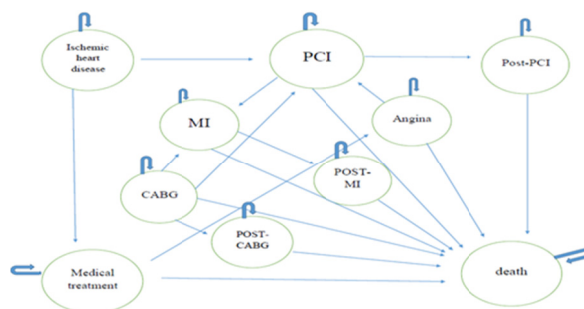 Ischemic
heart
disease
PCI
Post-PCI
MI
Angina
POST-
MI
CABG
POST-
CABG
Medical
treatment
death